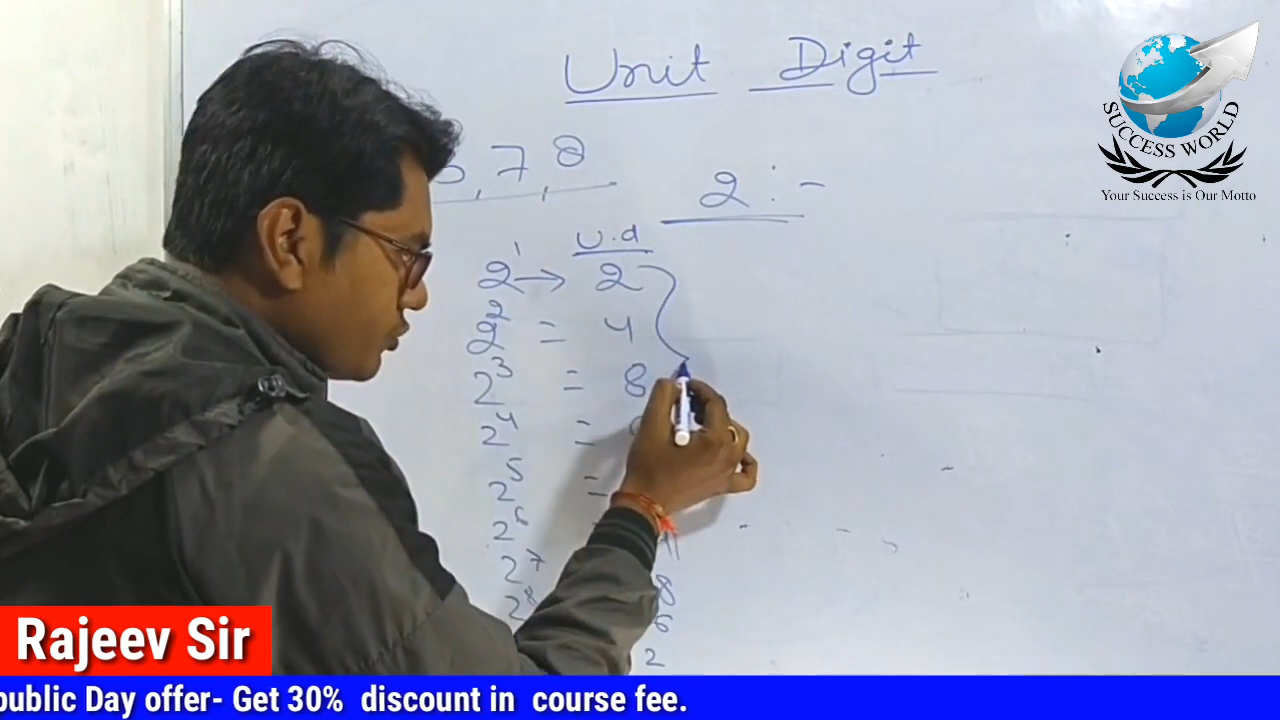 Unit Digit
SUCCESS WORLD
Your Success is Our Motto
, 7, 8
2 :-
U.d
2¹ → 2
2² = 4
2³ = 8
2⁴ =
2⁵ =
2⁶
2⁷ 8
2⁸ 6
2
Rajeev Sir
public Day offer- Get 30% discount in course fee.